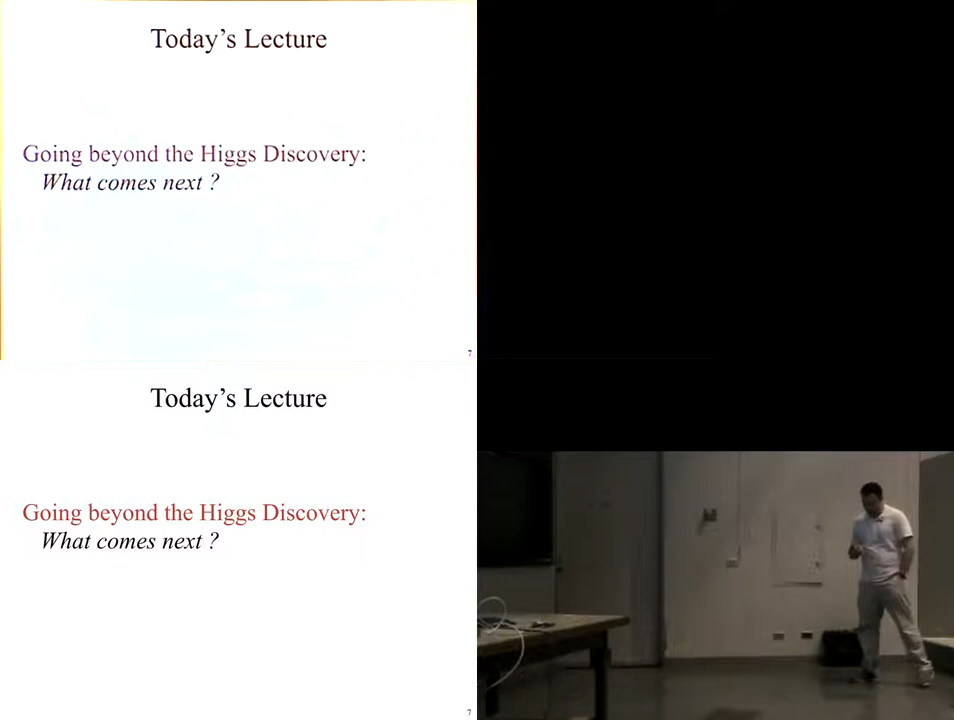 Today's Lecture
Going beyond the Higgs Discovery:
What comes next ?
7
Today's Lecture
Going beyond the Higgs Discovery:
What comes next ?
7